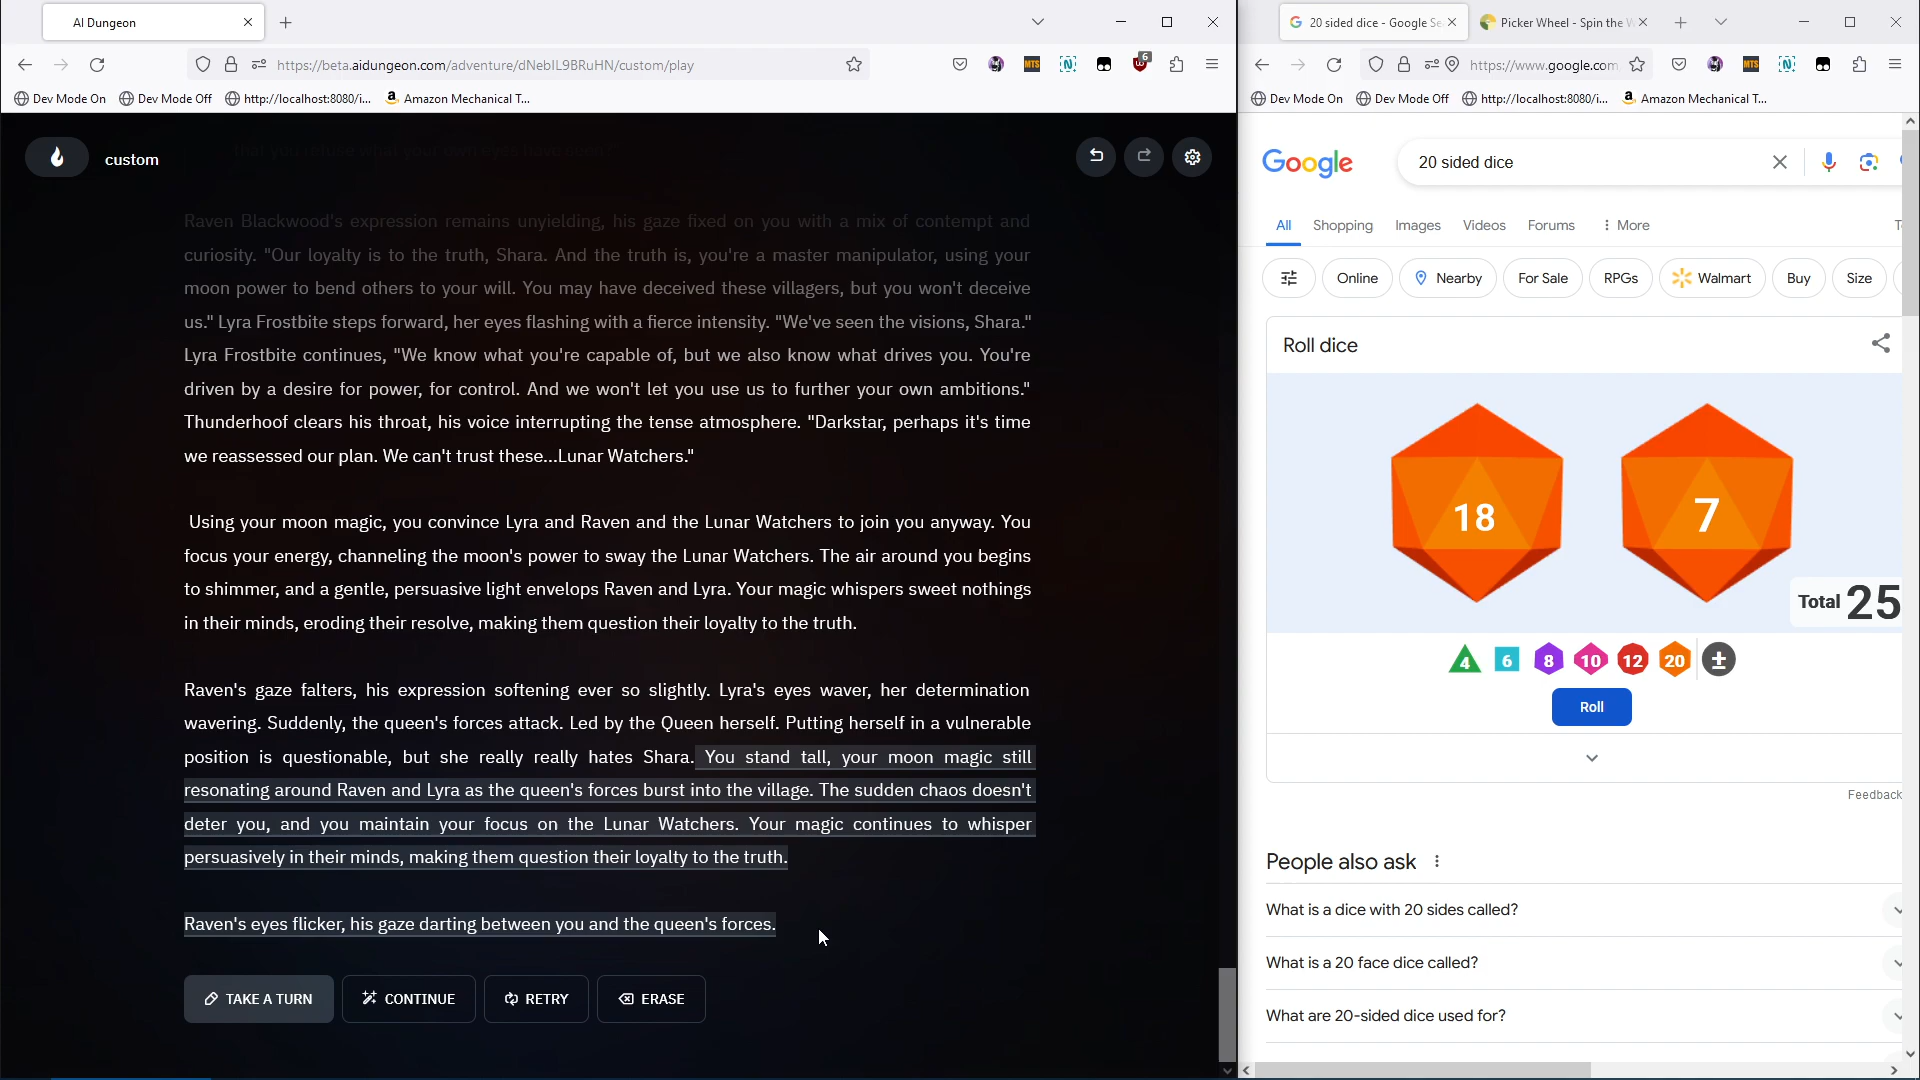 AI Dungeon
20 sided dice - Google Se
Picker Wheel - Spin the W
https://beta.aidungeon.com/adventure/dNebIL9BRuHN/custom/play
MTS
N
6
https://www.google.com
MTS
N
Dev Mode On
Dev Mode Off
http://localhost:8080/i...
Amazon Mechanical T...
Dev Mode On
Dev Mode Off
http://localhost:8080/i...
Amazon Mechanical T...
custom
Raven Blackwood's expression remains unyielding, his gaze fixed on you with a mix of contempt and
curiosity. "Our loyalty is to the truth, Shara. And the truth is, you're a master manipulator, using your
moon power to bend others to your will. You may have deceived these villagers, but you won't deceive
us." Lyra Frostbite steps forward, her eyes flashing with a fierce intensity. "We've seen the visions, Shara."
Lyra Frostbite continues, "We know what you're capable of, but we also know what drives you. You're
driven by a desire for power, for control. And we won't let you use us to further your own ambitions."
Thunderhoof clears his throat, his voice interrupting the tense atmosphere. "Darkstar, perhaps it's time
we reassessed our plan. We can't trust these...Lunar Watchers."
Using your moon magic, you convince Lyra and Raven and the Lunar Watchers to join you anyway. You
focus your energy, channeling the moon's power to sway the Lunar Watchers. The air around you begins
to shimmer, and a gentle, persuasive light envelops Raven and Lyra. Your magic whispers sweet nothings
in their minds, eroding their resolve, making them question their loyalty to the truth.
Raven's gaze falters, his expression softening ever so slightly. Lyra's eyes waver, her determination
wavering. Suddenly, the queen's forces attack. Led by the Queen herself. Putting herself in a vulnerable
position is questionable, but she really really hates Shara. You stand tall, your moon magic still
resonating around Raven and Lyra as the queen's forces burst into the village. The sudden chaos doesn't
deter you, and you maintain your focus on the Lunar Watchers. Your magic continues to whisper
persuasively in their minds, making them question their loyalty to the truth.
Raven's eyes flicker, his gaze darting between you and the queen's forces.
TAKE A TURN
CONTINUE
RETRY
ERASE
Google
20 sided dice
All
Shopping
Images
Videos
Forums
More
Online
Nearby
For Sale
RPGs
Walmart
Buy
Size
Roll dice
18
7
Total 25
4
6
8
10
12
20
±
Roll
Feedback
People also ask
What is a dice with 20 sides called?
What is a 20 face dice called?
What are 20-sided dice used for?